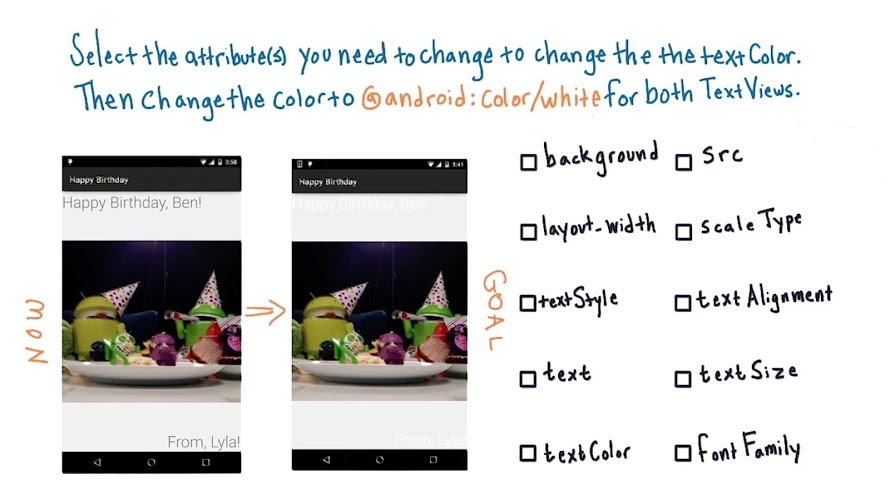 Select the attribute(s) you need to change to change the the textColor.
Then Change the Color to @android:color/white for both TextViews.
NOW
3:58
Happy Birthday
Happy Birthday, Ben!
From, Lyla!
3:41
Happy Birthday
Happy Birthday, Ben!
From, Lyla!
GOAL
background
src
layout_width
scaleType
textStyle
textAlignment
text
textSize
textColor
fontFamily